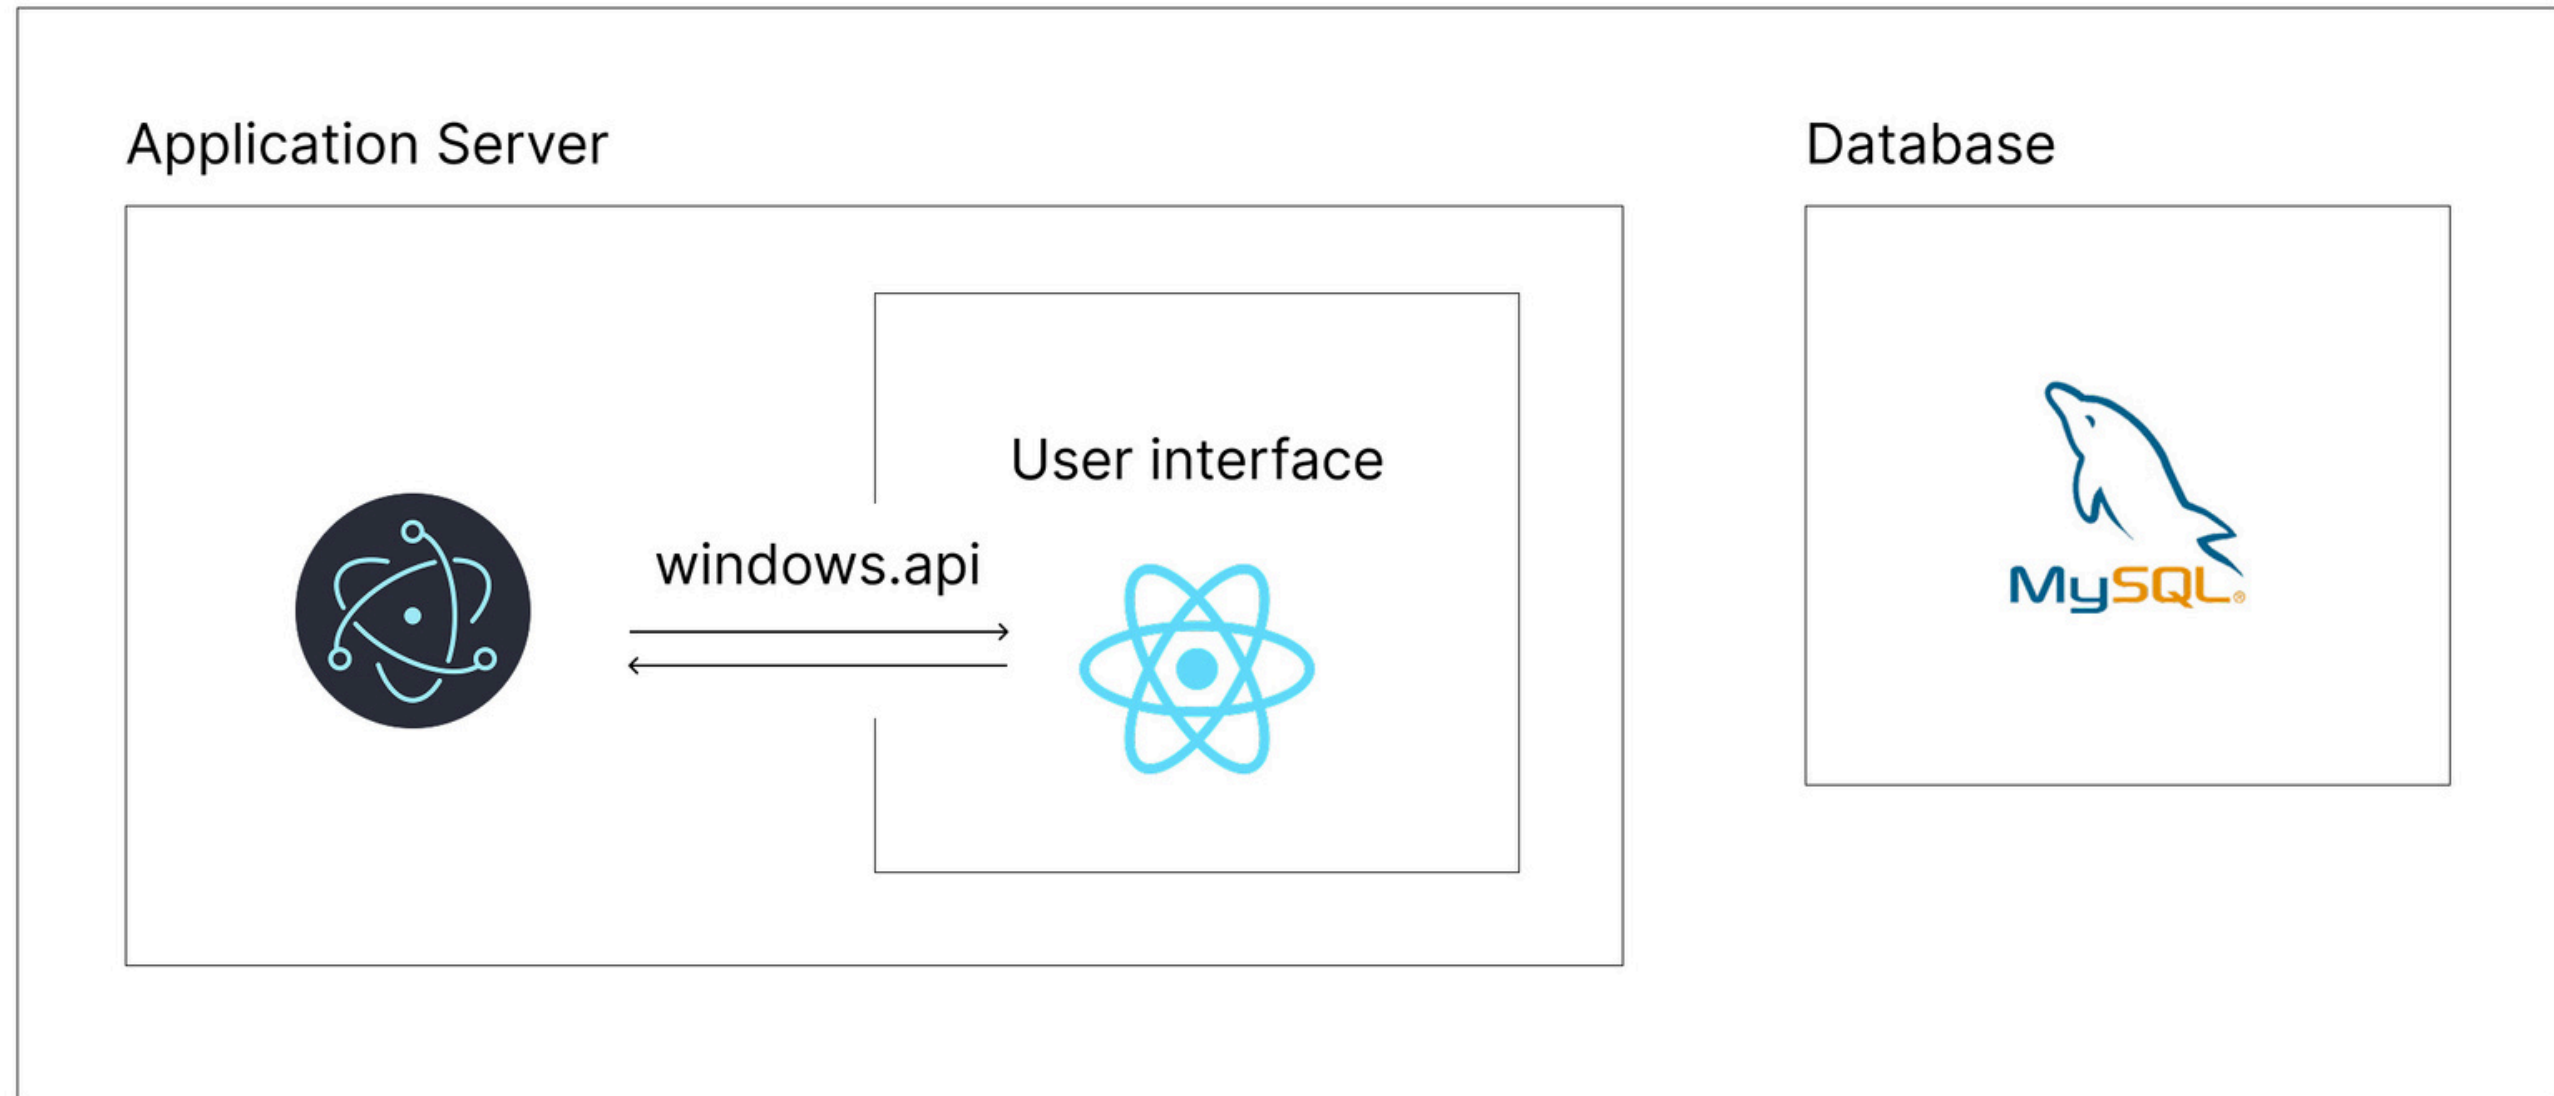 Application Server
Database
User interface
windows.api
MySQL®